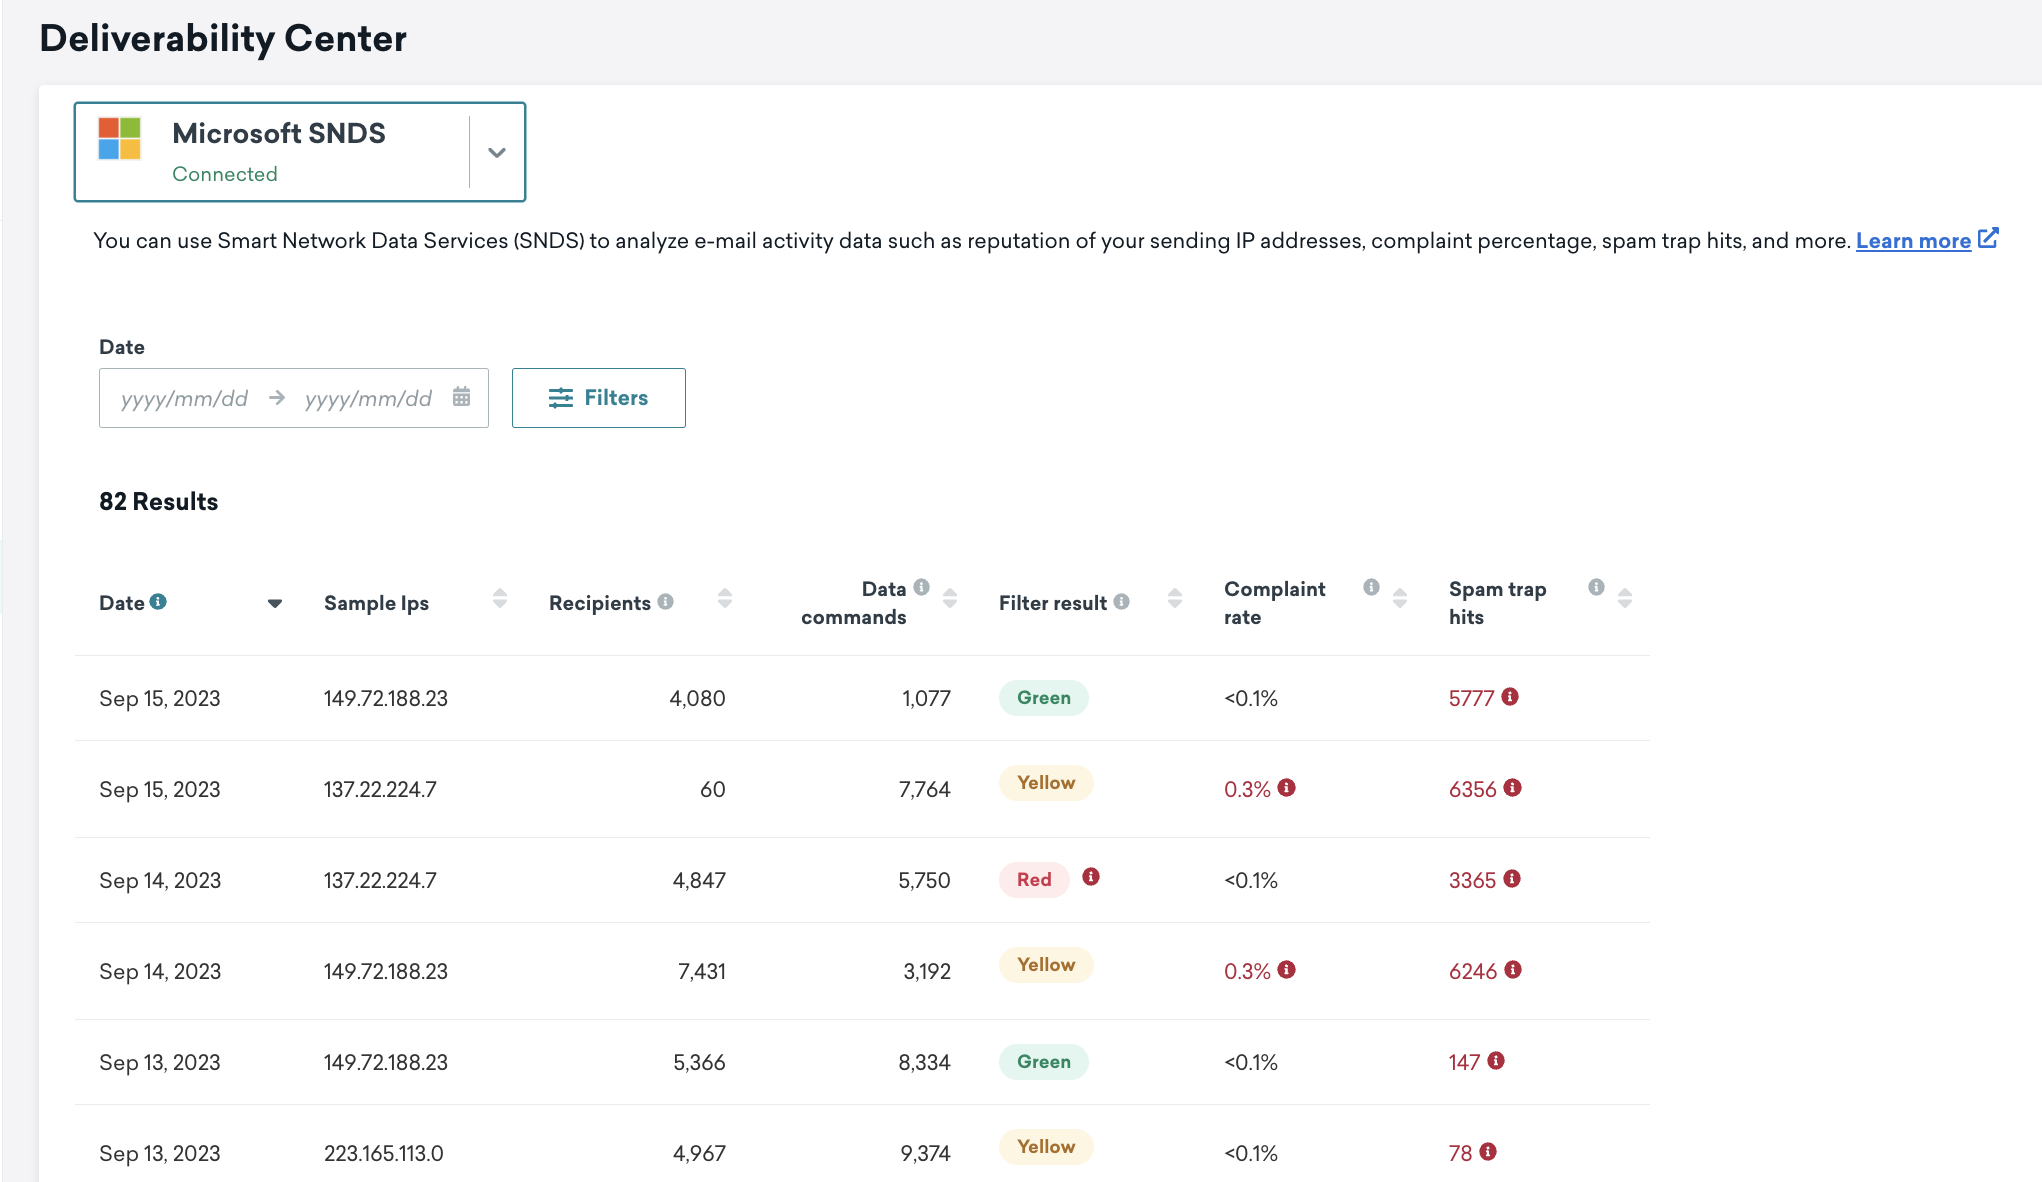 Deliverability Center
Microsoft SNDS
Connected
You can use Smart Network Data Services (SNDS) to analyze e-mail activity data such as reputation of your sending IP addresses, complaint percentage, spam trap hits, and more. Learn more
Date
yyyy/mm/dd → yyyy/mm/dd
Filters
82 Results
Date Sample Ips Recipients Data commands Filter result Complaint rate Spam trap hits
Sep 15, 2023 149.72.188.23 4,080 1,077 Green <0.1% 5777
Sep 15, 2023 137.22.224.7 60 7,764 Yellow 0.3% 6356
Sep 14, 2023 137.22.224.7 4,847 5,750 Red <0.1% 3365
Sep 14, 2023 149.72.188.23 7,431 3,192 Yellow 0.3% 6246
Sep 13, 2023 149.72.188.23 5,366 8,334 Green <0.1% 147
Sep 13, 2023 223.165.113.0 4,967 9,374 Yellow <0.1% 78